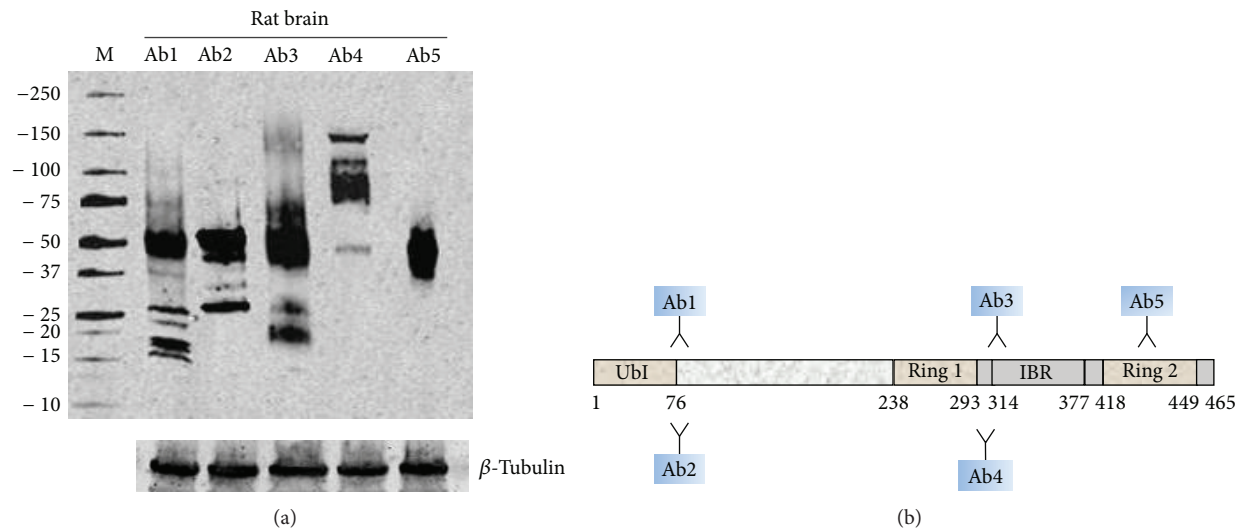 Rat brain
M Ab1 Ab2 Ab3 Ab4 Ab5
−250
−150
− 100
− 75
− 50
− 37
− 25
− 20
− 15
− 10
β-Tubulin
(a)
Ab1 Ab3 Ab5
UbI Ring 1 IBR Ring 2
1 76 238 293 314 377 418 449 465
Ab2 Ab4
(b)